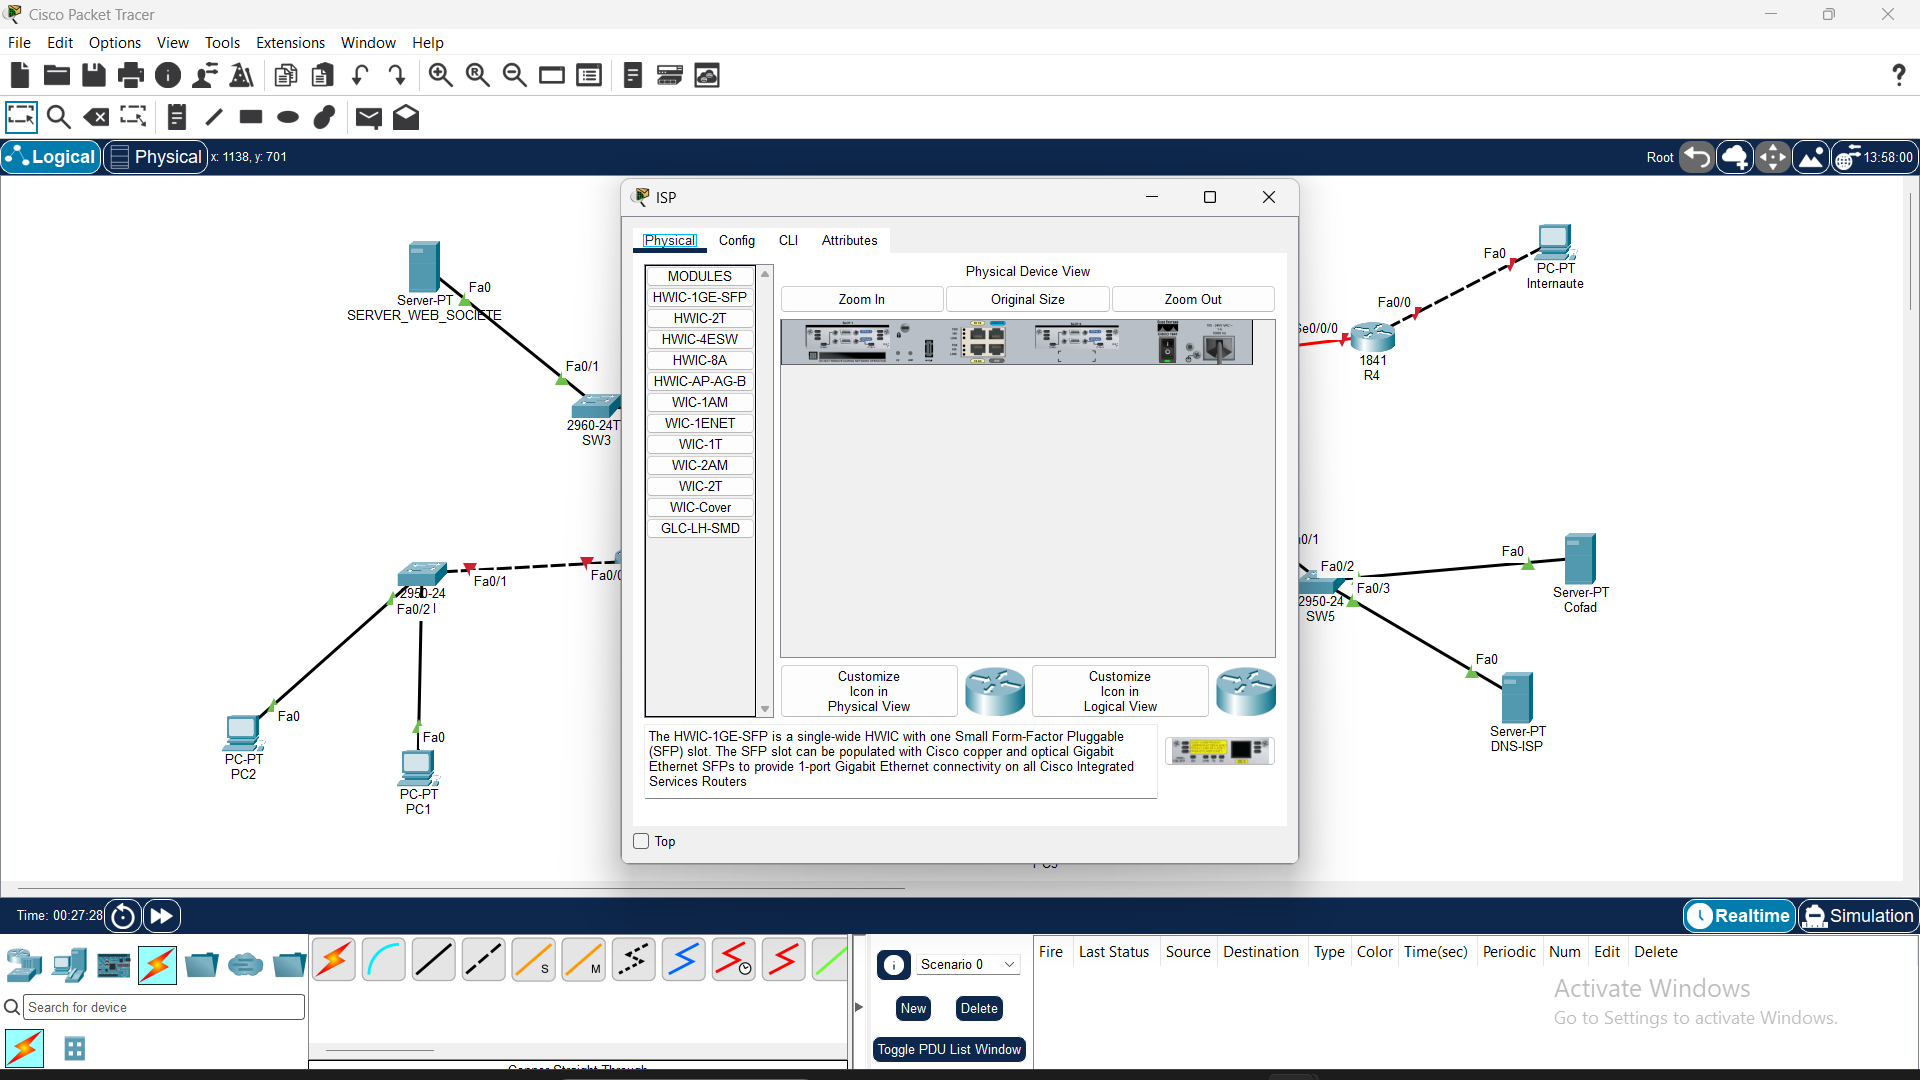 Cisco Packet Tracer
File Edit Options View Tools Extensions Window Help
Logical Physical x: 1138, y: 701
Root 13:58:00
ISP
Physical Config CLI Attributes
MODULES
HWIC-1GE-SFP
HWIC-2T
HWIC-4ESW
HWIC-8A
HWIC-AP-AG-B
WIC-1AM
WIC-1ENET
WIC-1T
WIC-2AM
WIC-2T
WIC-Cover
GLC-LH-SMD
Physical Device View
Zoom In Original Size Zoom Out
Customize
Icon in
Physical View
Customize
Icon in
Logical View
The HWIC-1GE-SFP is a single-wide HWIC with one Small Form-Factor Pluggable
(SFP) slot. The SFP slot can be populated with Cisco copper and optical Gigabit
Ethernet SFPs to provide 1-port Gigabit Ethernet connectivity on all Cisco Integrated
Services Routers
Top
Fa0
Server-PT
SERVER_WEB_SOCIETE
Fa0/1
2960-24T
SW3
Fa0/1
Fa0/0
2950-24
Fa0/2
Fa0
PC-PT
PC2
Fa0
PC-PT
PC1
Fa0
PC-PT
Internaute
Fa0/0
Se0/0/0
1841
R4
a0/1
Fa0/2
Fa0/3
2950-24
SW5
Fa0
Server-PT
Cofad
Fa0
Server-PT
DNS-ISP
Time: 00:27:28
Realtime Simulation
S
M
Search for device
Scenario 0
New Delete
Toggle PDU List Window
Fire Last Status Source Destination Type Color Time(sec) Periodic Num Edit Delete
Activate Windows
Go to Settings to activate Windows.